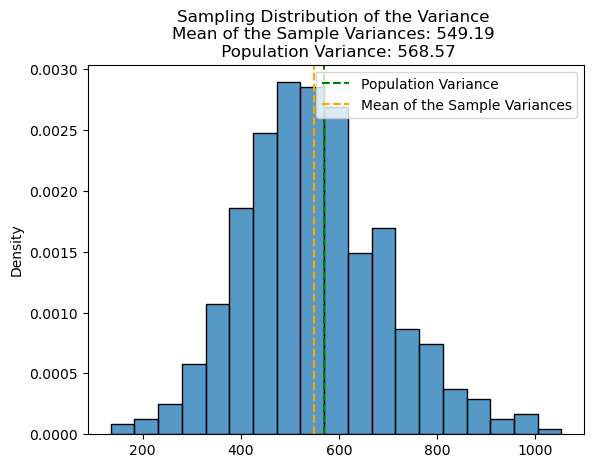 Sampling Distribution of the Variance
Mean of the Sample Variances: 549.19
Population Variance: 568.57
Population Variance
Mean of the Sample Variances
0.0030
0.0025
0.0020
0.0015
0.0010
0.0005
0.0000
Density
200 400 600 800 1000